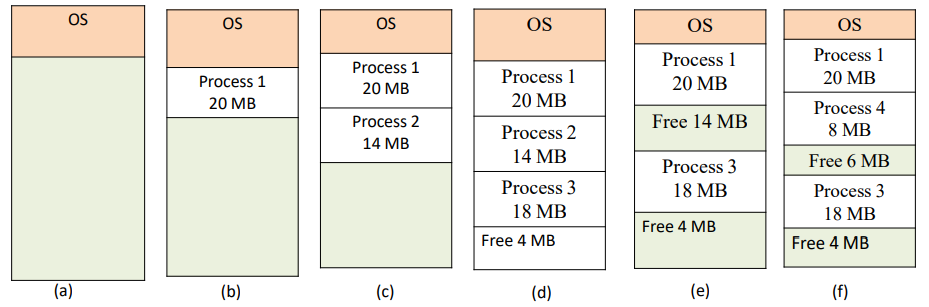 OS
(a)
OS
Process 1
20 MB
(b)
OS
Process 1
20 MB
Process 2
14 MB
(c)
OS
Process 1
20 MB
Process 2
14 MB
Process 3
18 MB
Free 4 MB
(d)
OS
Process 1
20 MB
Free 14 MB
Process 3
18 MB
Free 4 MB
(e)
OS
Process 1
20 MB
Process 4
8 MB
Free 6 MB
Process 3
18 MB
Free 4 MB
(f)